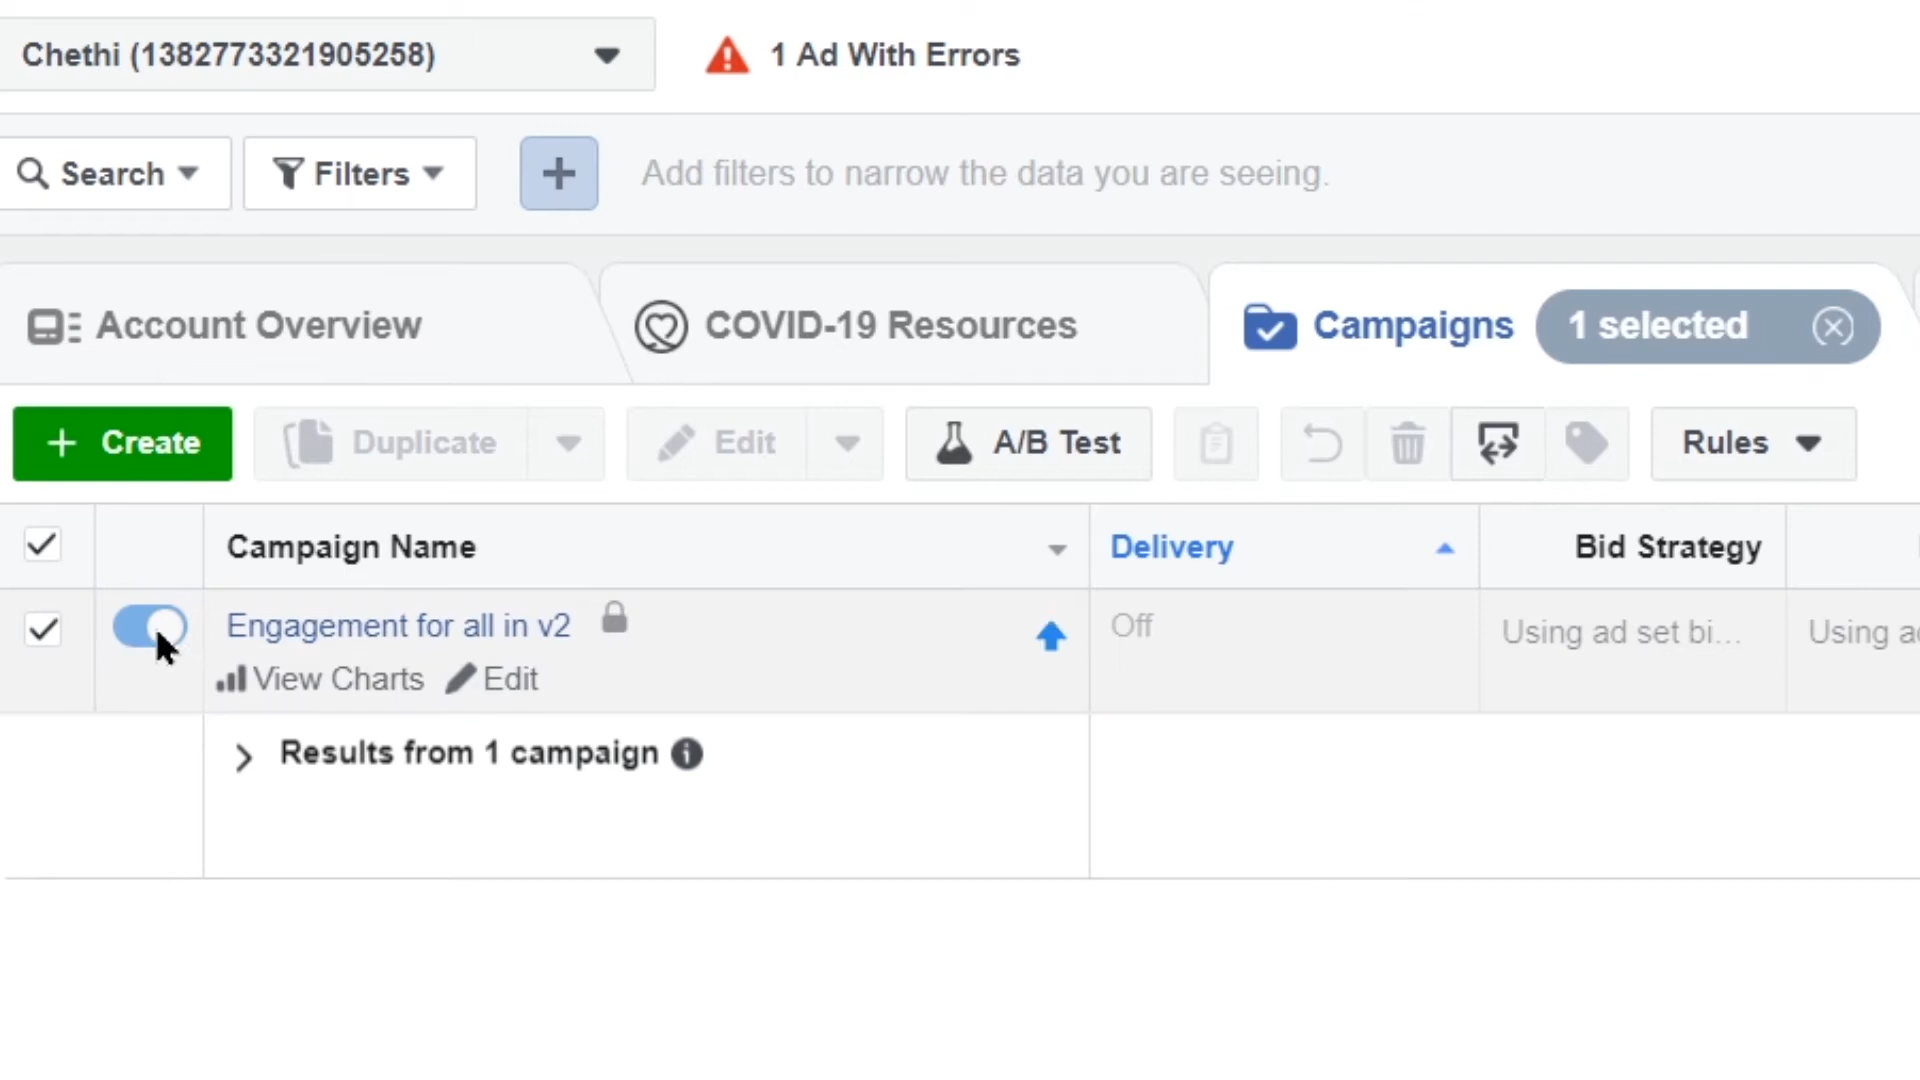 Chethi (1382773321905258)
1 Ad With Errors
Search
Filters
Add filters to narrow the data you are seeing.
Account Overview
COVID-19 Resources
Campaigns
1 selected
Create
Duplicate
Edit
A/B Test
Rules
Campaign Name
Delivery
Bid Strategy
Engagement for all in v2
Off
Using ad set bi...
Using a
View Charts
Edit
Results from 1 campaign